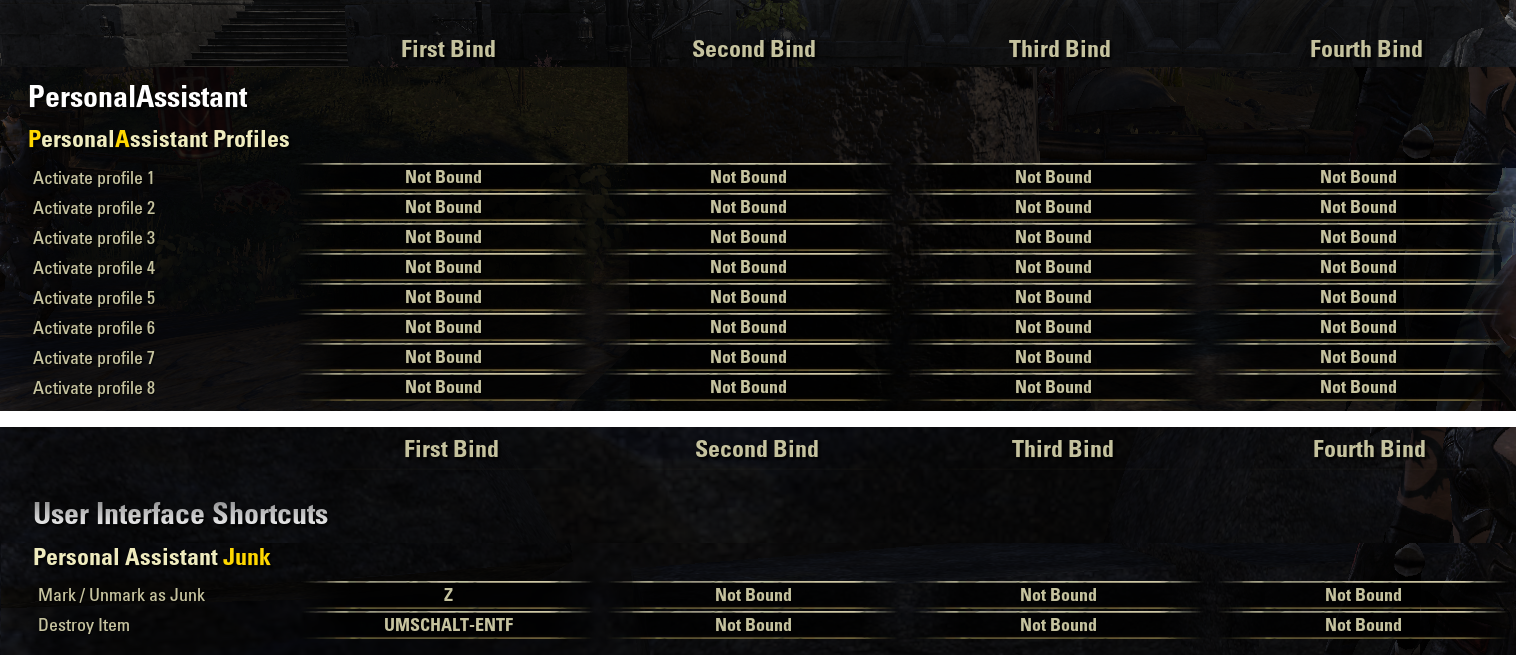 First Bind Second Bind Third Bind Fourth Bind
PersonalAssistant
PersonalAssistant Profiles
Activate profile 1 Not Bound Not Bound Not Bound Not Bound
Activate profile 2 Not Bound Not Bound Not Bound Not Bound
Activate profile 3 Not Bound Not Bound Not Bound Not Bound
Activate profile 4 Not Bound Not Bound Not Bound Not Bound
Activate profile 5 Not Bound Not Bound Not Bound Not Bound
Activate profile 6 Not Bound Not Bound Not Bound Not Bound
Activate profile 7 Not Bound Not Bound Not Bound Not Bound
Activate profile 8 Not Bound Not Bound Not Bound Not Bound
First Bind Second Bind Third Bind Fourth Bind
User Interface Shortcuts
Personal Assistant Junk
Mark / Unmark as Junk Z Not Bound Not Bound Not Bound
Destroy Item UMSCHALT-ENTF Not Bound Not Bound Not Bound